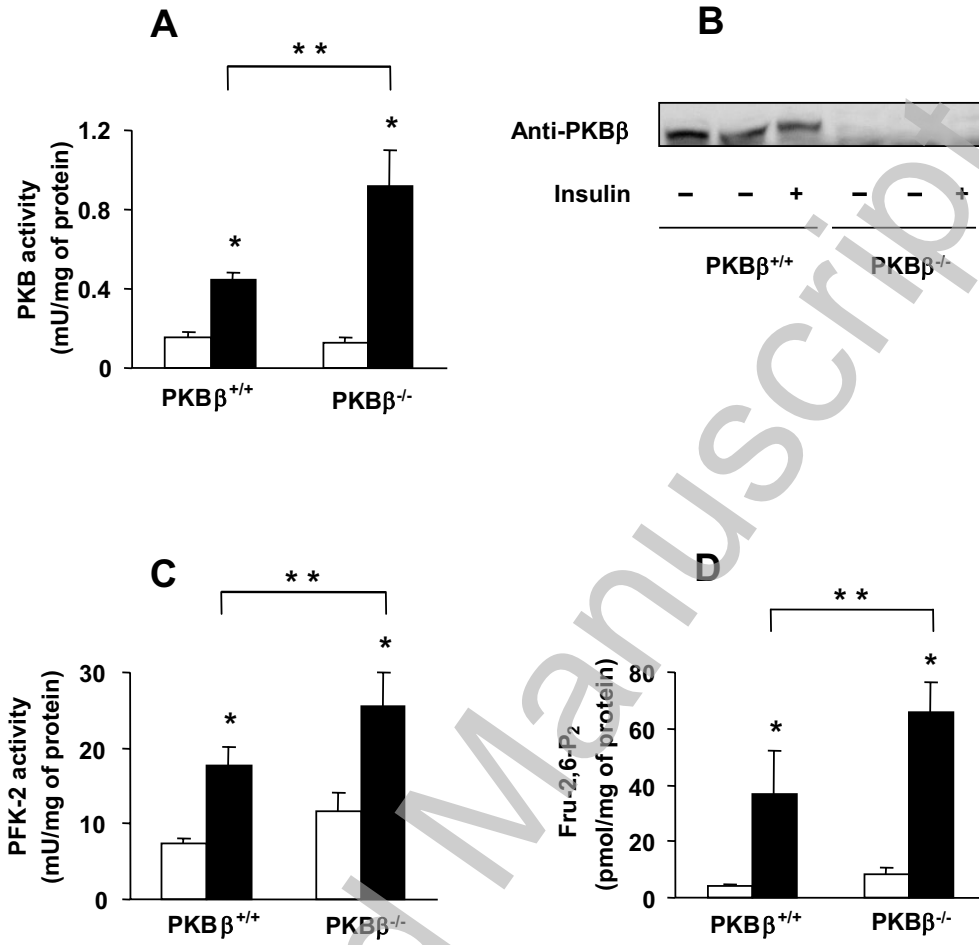 A
* *
*
*
PKB activity
(mU/mg of protein)
1.2
0.8
0.4
0
PKBβ+/+
PKBβ-/-
B
Anti-PKBβ
Insulin
– – + – – +
PKBβ+/+
PKBβ-/-
C
* *
*
*
PFK-2 activity
(mU/mg of protein)
30
20
10
0
PKBβ+/+
PKBβ-/-
D
* *
*
*
Fru-2,6-P2
(pmol/mg of protein)
80
60
40
20
0
PKBβ+/+
PKBβ-/-
d Manuscript